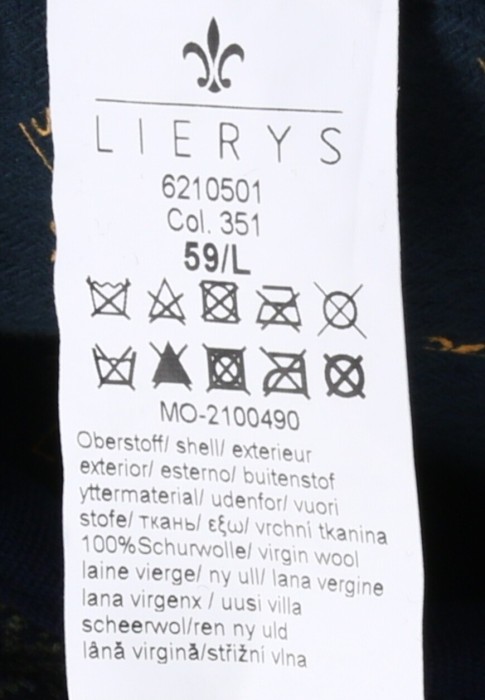 LIERYS
6210501
Col. 351
59/L
MO-2100490
Oberstoff/ shell/ exterieur
exterior/ esterno/ buitenstof
yttermaterial/ udenfor/ vuori
stofe/ ткань/ εξω/ vrchní tkanina
100%Schurwolle/ virgin wool
laine vierge/ ny ull/ lana vergine
lana virgenx / uusi villa
scheerwol/ren ny uld
lână virgină/střižní vlna